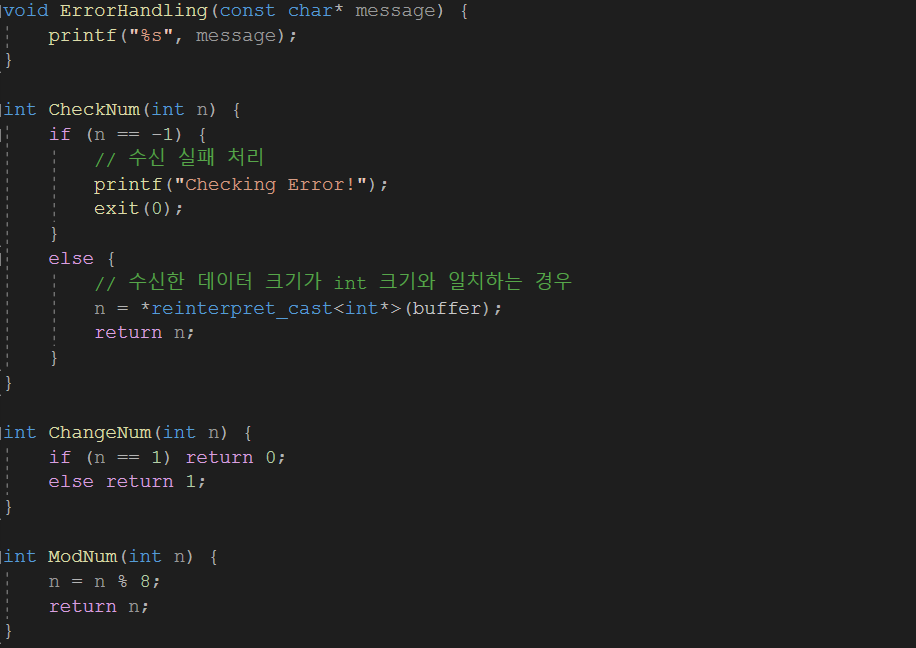 void ErrorHandling(const char* message) {
    printf("%s", message);
}
int CheckNum(int n) {
    if (n == -1) {
        // 수신 실패 처리
        printf("Checking Error!");
        exit(0);
    }
    else {
        // 수신한 데이터 크기가 int 크기와 일치하는 경우
        n = *reinterpret_cast<int*>(buffer);
        return n;
    }
}
int ChangeNum(int n) {
    if (n == 1) return 0;
    else return 1;
}
int ModNum(int n) {
    n = n % 8;
    return n;
}